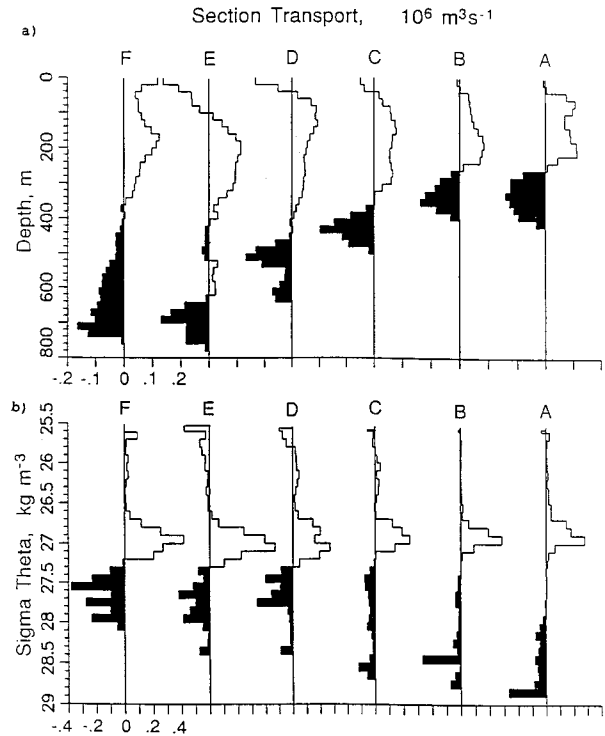 Section Transport, 10⁶ m³s⁻¹
a)
F E D C B A
0
200
400
600
800
Depth, m
-.2 -.1 0 .1 .2
b)
F E D C B A
25.5
26
26.5
27
27.5
28
28.5
29
Sigma Theta, kg m⁻³
-.4 -.2 0 .2 .4